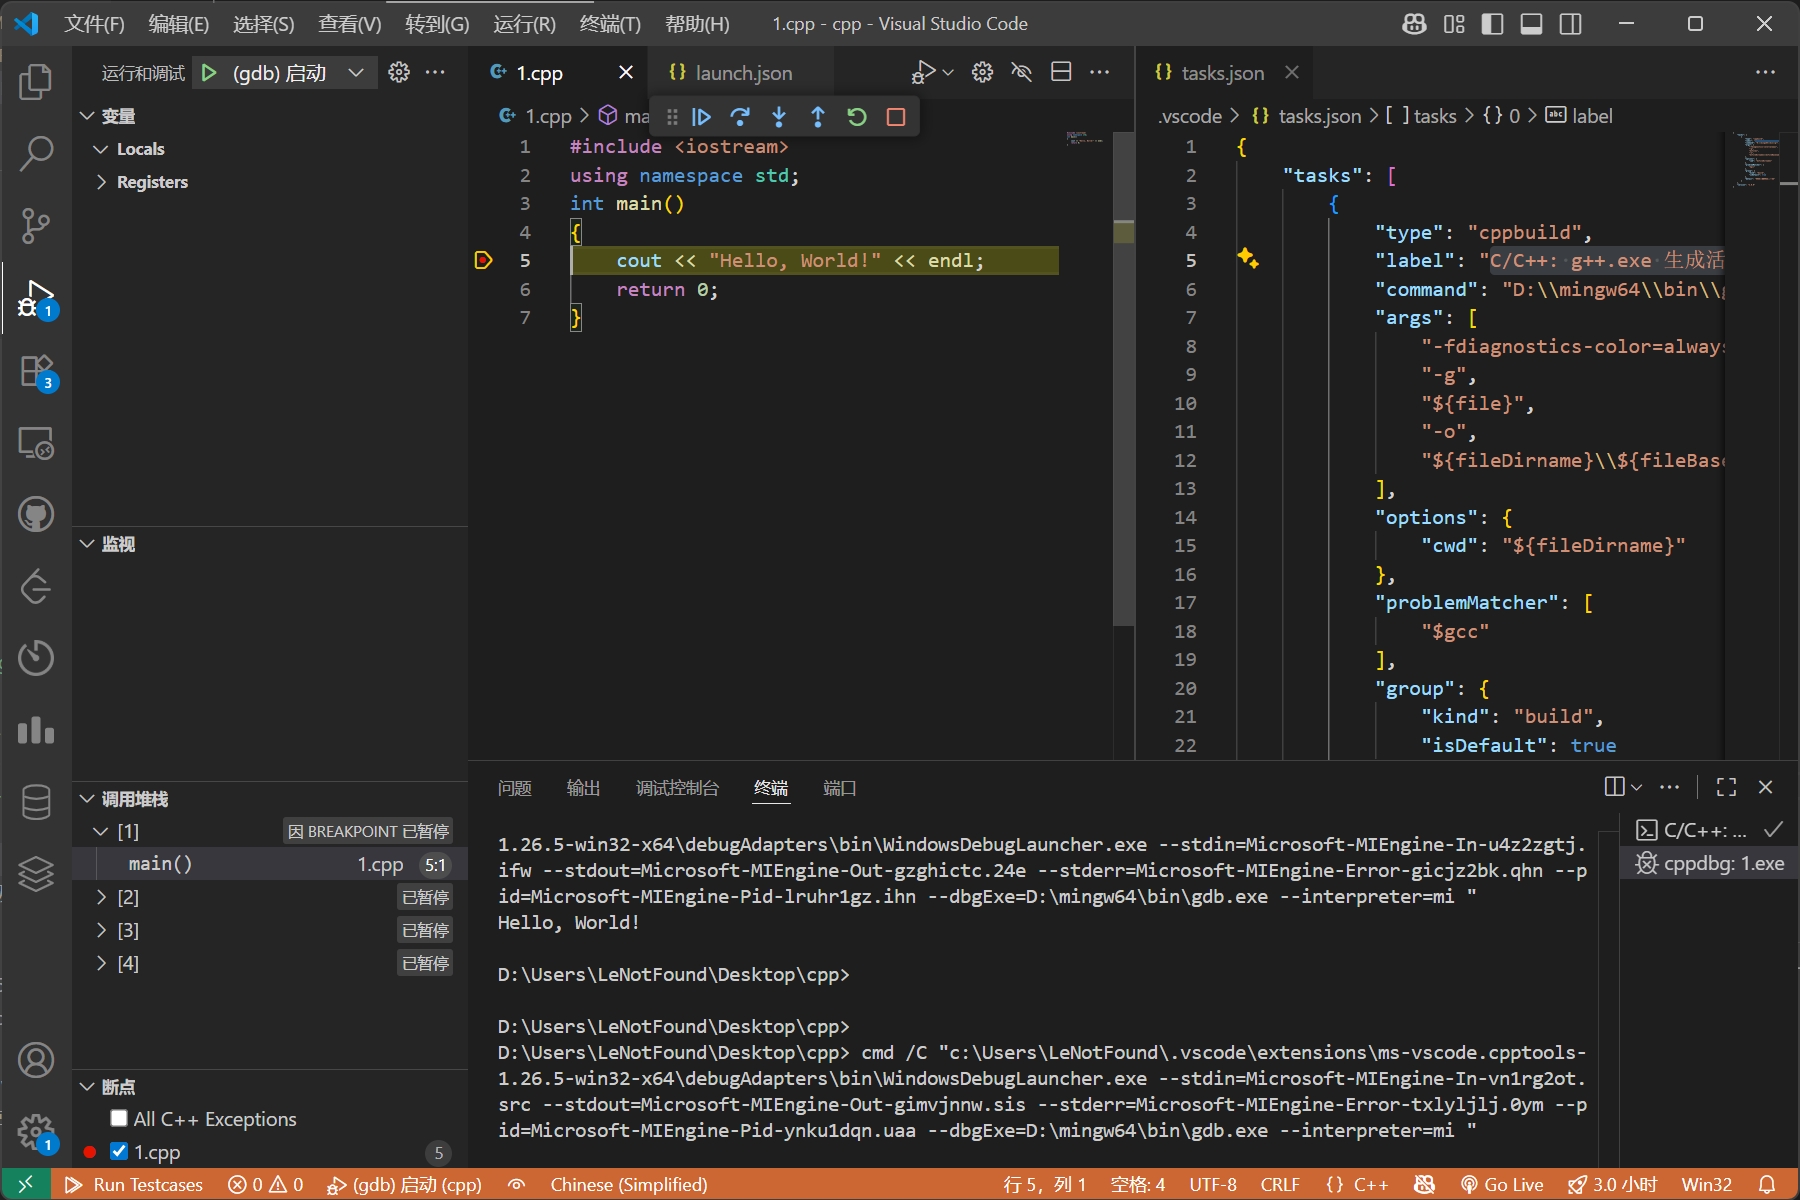 文件(F) 编辑(E) 选择(S) 查看(V) 转到(G) 运行(R) 终端(T) 帮助(H) 1.cpp - cpp - Visual Studio Code
运行和调试 (gdb) 启动
变量
Locals
Registers
监视
调用堆栈
[1] 因 BREAKPOINT 已暂停
main() 1.cpp 5:1
[2] 已暂停
[3] 已暂停
[4] 已暂停
断点
All C++ Exceptions
1.cpp 5
1
3
1
1.cpp launch.json
1.cpp > ma
1 #include <iostream>
2 using namespace std;
3 int main()
4 {
5 cout << "Hello, World!" << endl;
6 return 0;
7 }
tasks.json
.vscode > {} tasks.json > [ ] tasks > {} 0 > abc label
1 {
2 "tasks": [
3 {
4 "type": "cppbuild",
5 "label": "C/C++: g++.exe 生成活
6 "command": "D:\\mingw64\\bin\\g
7 "args": [
8 "-fdiagnostics-color=always
9 "-g",
10 "${file}",
11 "-o",
12 "${fileDirname}\\${fileBase
13 ],
14 "options": {
15 "cwd": "${fileDirname}"
16 },
17 "problemMatcher": [
18 "$gcc"
19 ],
20 "group": {
21 "kind": "build",
22 "isDefault": true
问题 输出 调试控制台 终端 端口
1.26.5-win32-x64\debugAdapters\bin\WindowsDebugLauncher.exe --stdin=Microsoft-MIEngine-In-u4z2zgtj.
ifw --stdout=Microsoft-MIEngine-Out-gzghictc.24e --stderr=Microsoft-MIEngine-Error-gicjz2bk.qhn --p
id=Microsoft-MIEngine-Pid-lruhr1gz.ihn --dbgExe=D:\mingw64\bin\gdb.exe --interpreter=mi "
Hello, World!
D:\Users\LeNotFound\Desktop\cpp>
D:\Users\LeNotFound\Desktop\cpp>
D:\Users\LeNotFound\Desktop\cpp> cmd /C "c:\Users\LeNotFound\.vscode\extensions\ms-vscode.cpptools-
1.26.5-win32-x64\debugAdapters\bin\WindowsDebugLauncher.exe --stdin=Microsoft-MIEngine-In-vn1rg2ot.
src --stdout=Microsoft-MIEngine-Out-gimvjnnw.sis --stderr=Microsoft-MIEngine-Error-txlyljlj.0ym --p
id=Microsoft-MIEngine-Pid-ynku1dqn.uaa --dbgExe=D:\mingw64\bin\gdb.exe --interpreter=mi "
C/C++: ...
cppdbg: 1.exe
Run Testcases 0 0 (gdb) 启动 (cpp) Chinese (Simplified) 行 5, 列 1 空格: 4 UTF-8 CRLF {} C++ Go Live 3.0 小时 Win32